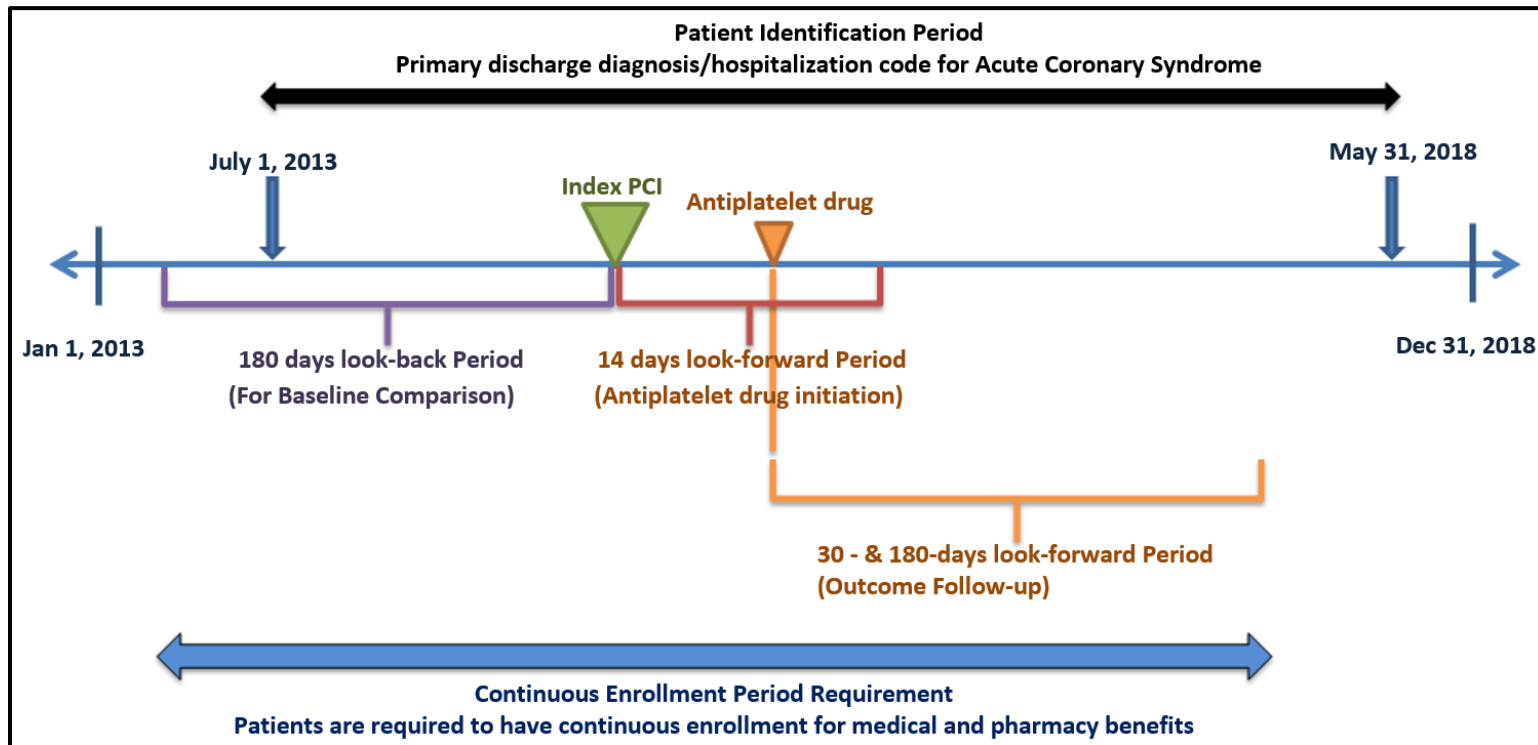 Patient Identification Period
Primary discharge diagnosis/hospitalization code for Acute Coronary Syndrome
July 1, 2013
May 31, 2018
Index PCI
Antiplatelet drug
Jan 1, 2013
Dec 31, 2018
180 days look-back Period
(For Baseline Comparison)
14 days look-forward Period
(Antiplatelet drug initiation)
30 - & 180-days look-forward Period
(Outcome Follow-up)
Continuous Enrollment Period Requirement
Patients are required to have continuous enrollment for medical and pharmacy benefits